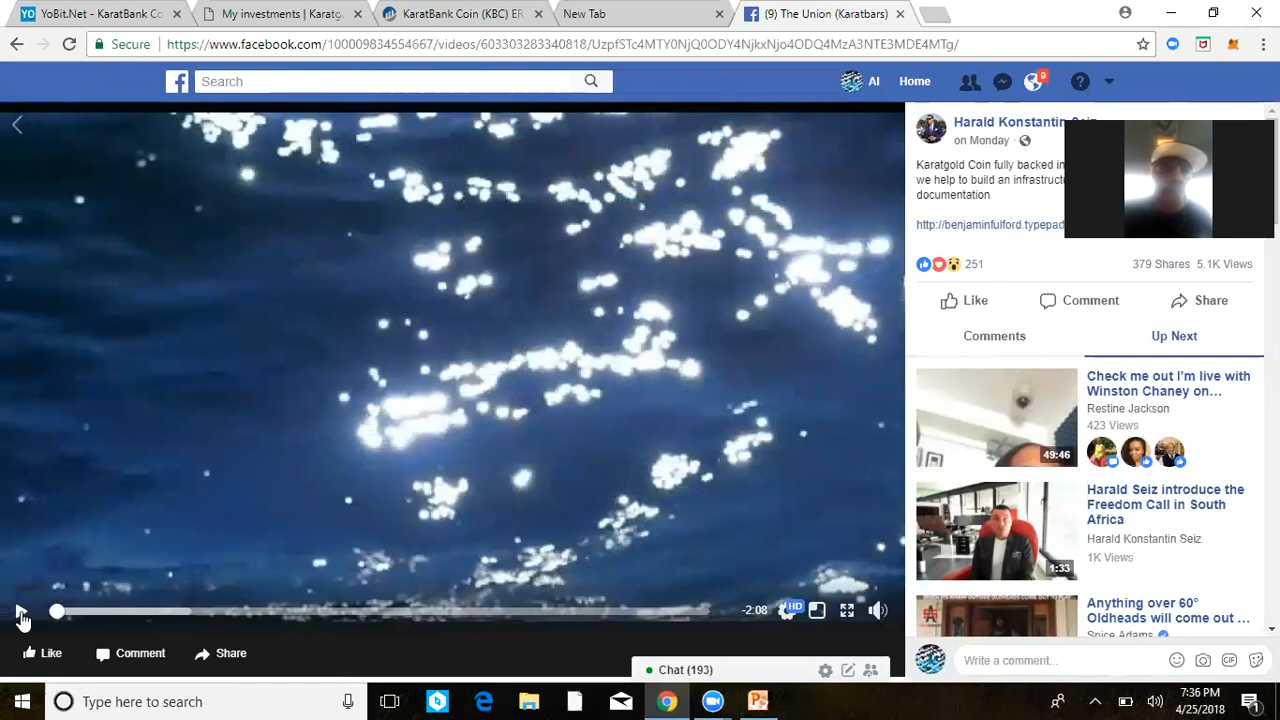 YoBit.Net - KaratBank Co
My investments | Karatg
KaratBank Coin (KBC) ER
New Tab
(9) The Union (Karatbars)
Secure
https://www.facebook.com/100009834554667/videos/603303283340818/UzpfSTc4MTY0NjQ0ODY4NjkxNjo4ODQ4MzA3NTE3MDE4MTg/
Search
Al
Home
9
?
Harald Konstantin Seiz
on Monday
Karatgold Coin fully backed in
we help to build an infrastruct
documentation
http://benjaminfulford.typepad
251
379 Shares 5.1K Views
Like
Comment
Share
Comments
Up Next
Check me out I'm live with
Winston Chaney on…
Restine Jackson
423 Views
49:46
Harald Seiz introduce the
Freedom Call in South
Africa
Harald Konstantin Seiz
1K Views
1:33
Anything over 60°
Oldheads will come out ...
Spice Adams
-2:08
HD
Like
Comment
Share
Chat (193)
Write a comment...
GIF
Type here to search
7:36 PM
4/25/2018
1